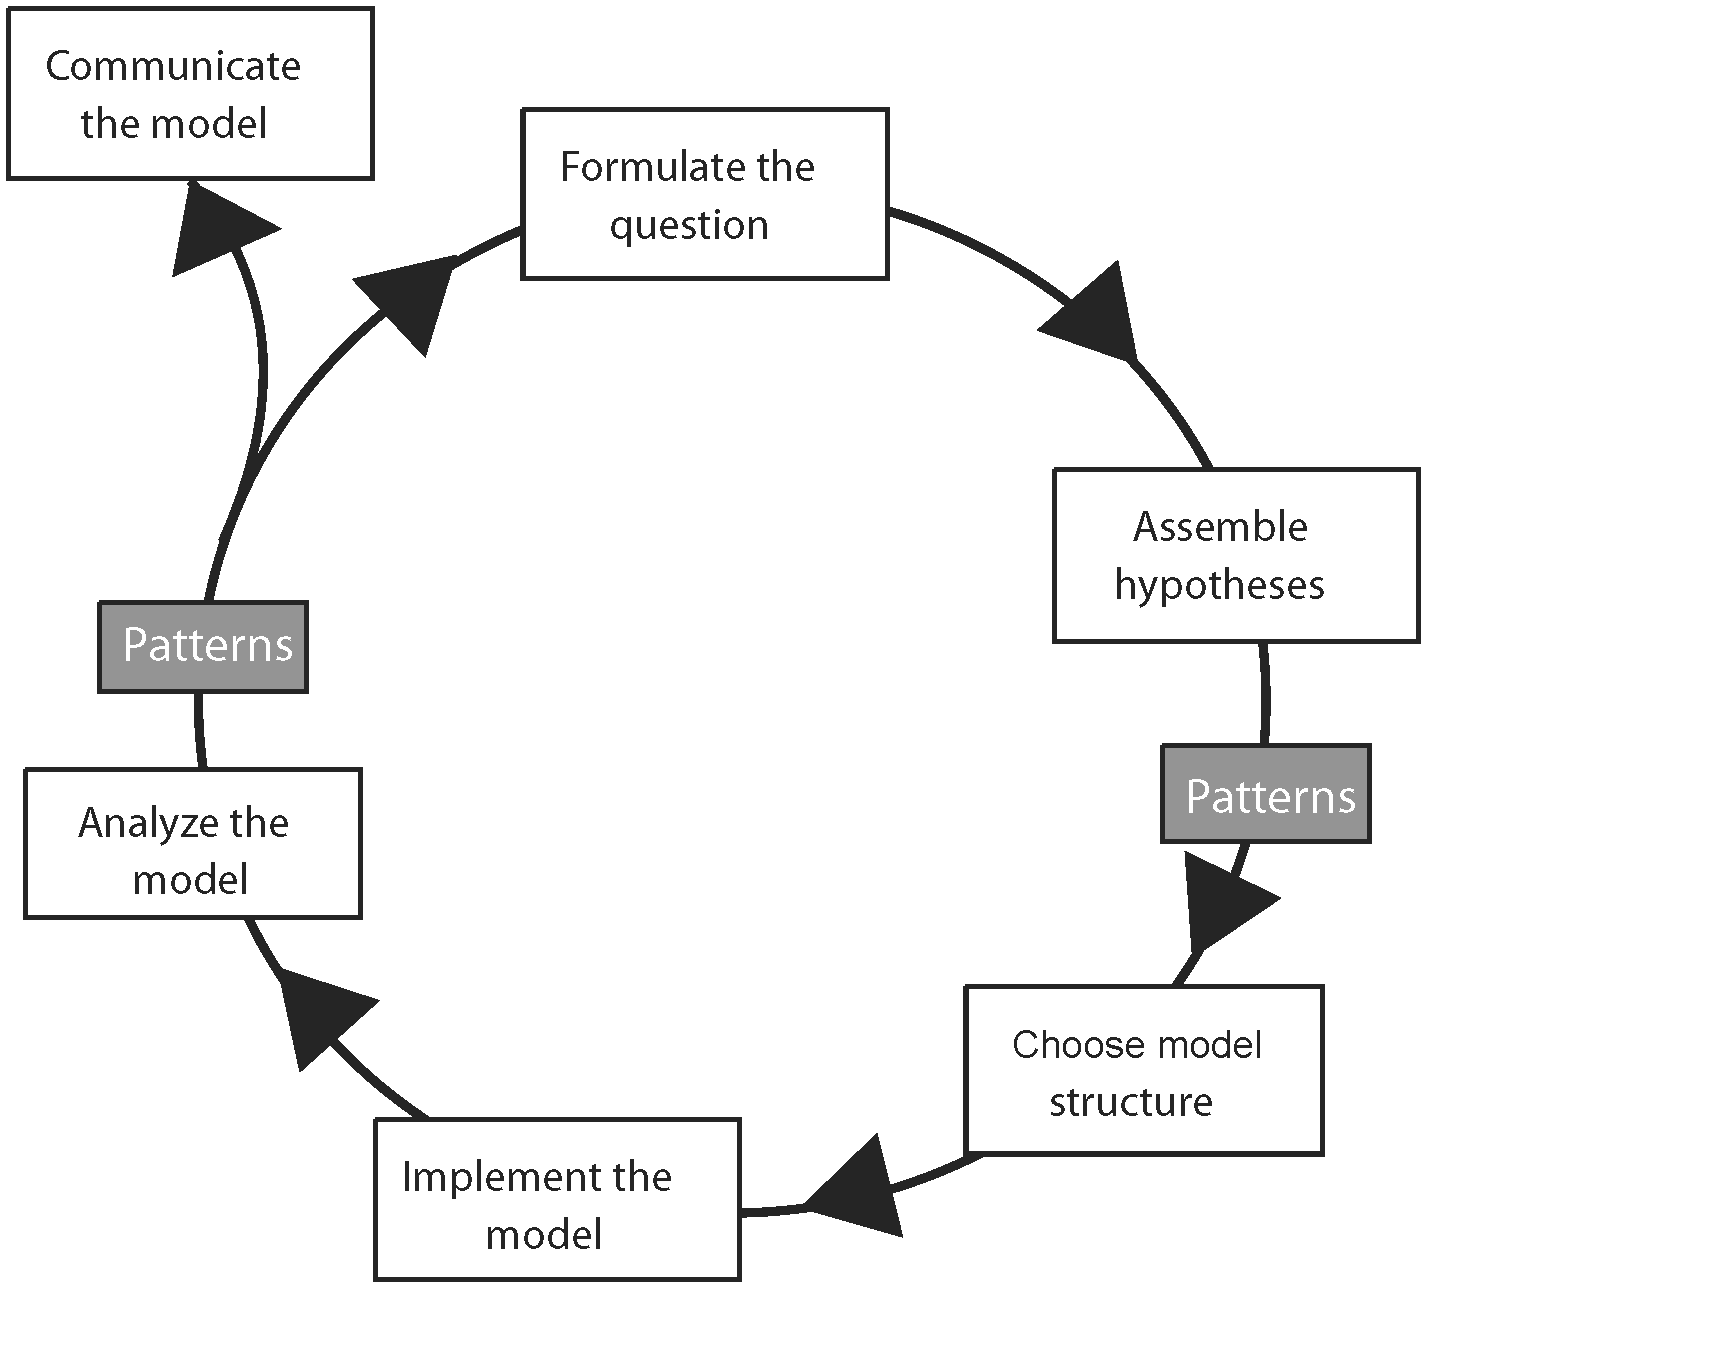 Communicate
the model
Formulate the
question
Assemble
hypotheses
Patterns
Choose model
structure
Implement the
model
Analyze the
model
Patterns